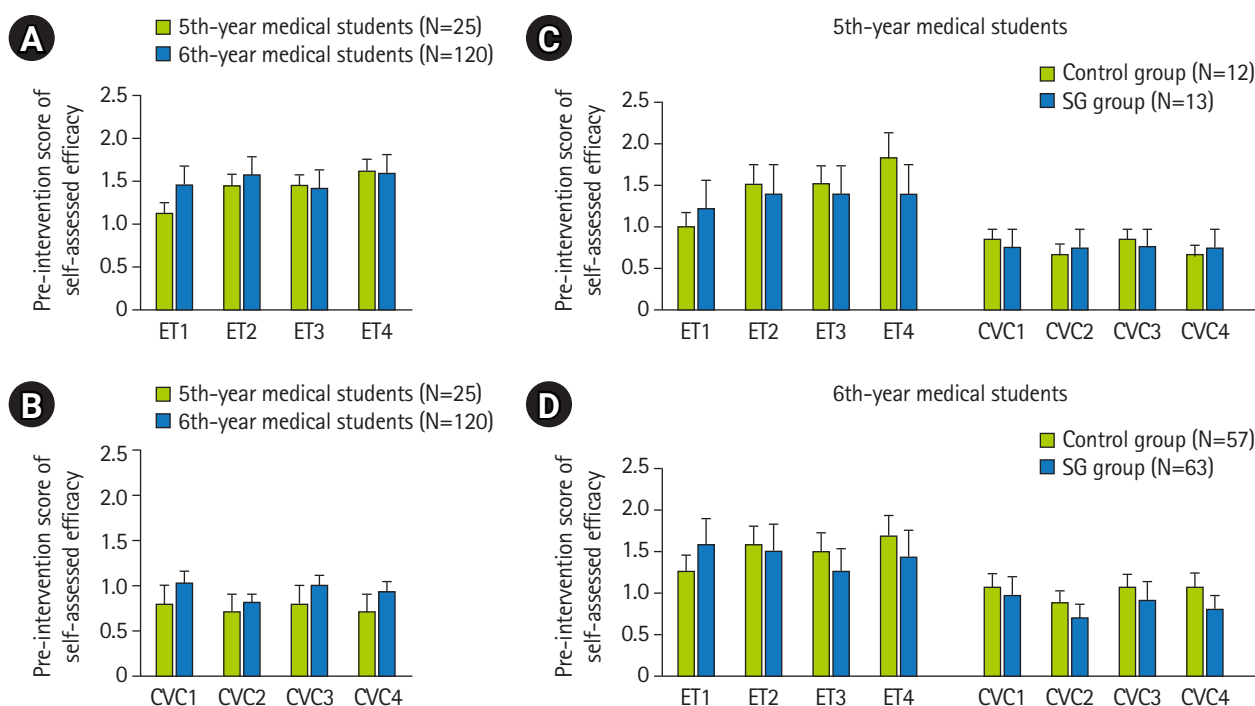 A
5th-year medical students (N=25)
6th-year medical students (N=120)
Pre-intervention score of
self-assessed efficacy
2.5
2.0
1.5
1.0
0.5
0
ET1 ET2 ET3 ET4
B
5th-year medical students (N=25)
6th-year medical students (N=120)
Pre-intervention score of
self-assessed efficacy
2.5
2.0
1.5
1.0
0.5
0
CVC1 CVC2 CVC3 CVC4
C
5th-year medical students
Control group (N=12)
SG group (N=13)
Pre-intervention score of
self-assessed efficacy
2.5
2.0
1.5
1.0
0.5
0
ET1 ET2 ET3 ET4 CVC1 CVC2 CVC3 CVC4
D
6th-year medical students
Control group (N=57)
SG group (N=63)
Pre-intervention score of
self-assessed efficacy
2.5
2.0
1.5
1.0
0.5
0
ET1 ET2 ET3 ET4 CVC1 CVC2 CVC3 CVC4